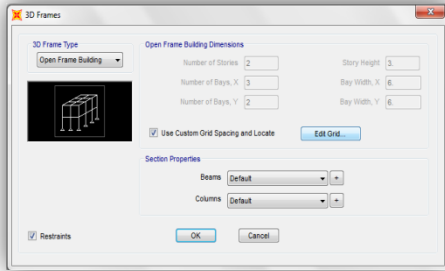 3D Frames
3D Frame Type
Open Frame Building
Open Frame Building Dimensions
Number of Stories 2
Story Height 3.
Number of Bays, X 3
Bay Width, X 6.
Number of Bays, Y 2
Bay Width, Y 6.
Use Custom Grid Spacing and Locate
Edit Grid...
Section Properties
Beams Default +
Columns Default +
Restraints
OK
Cancel